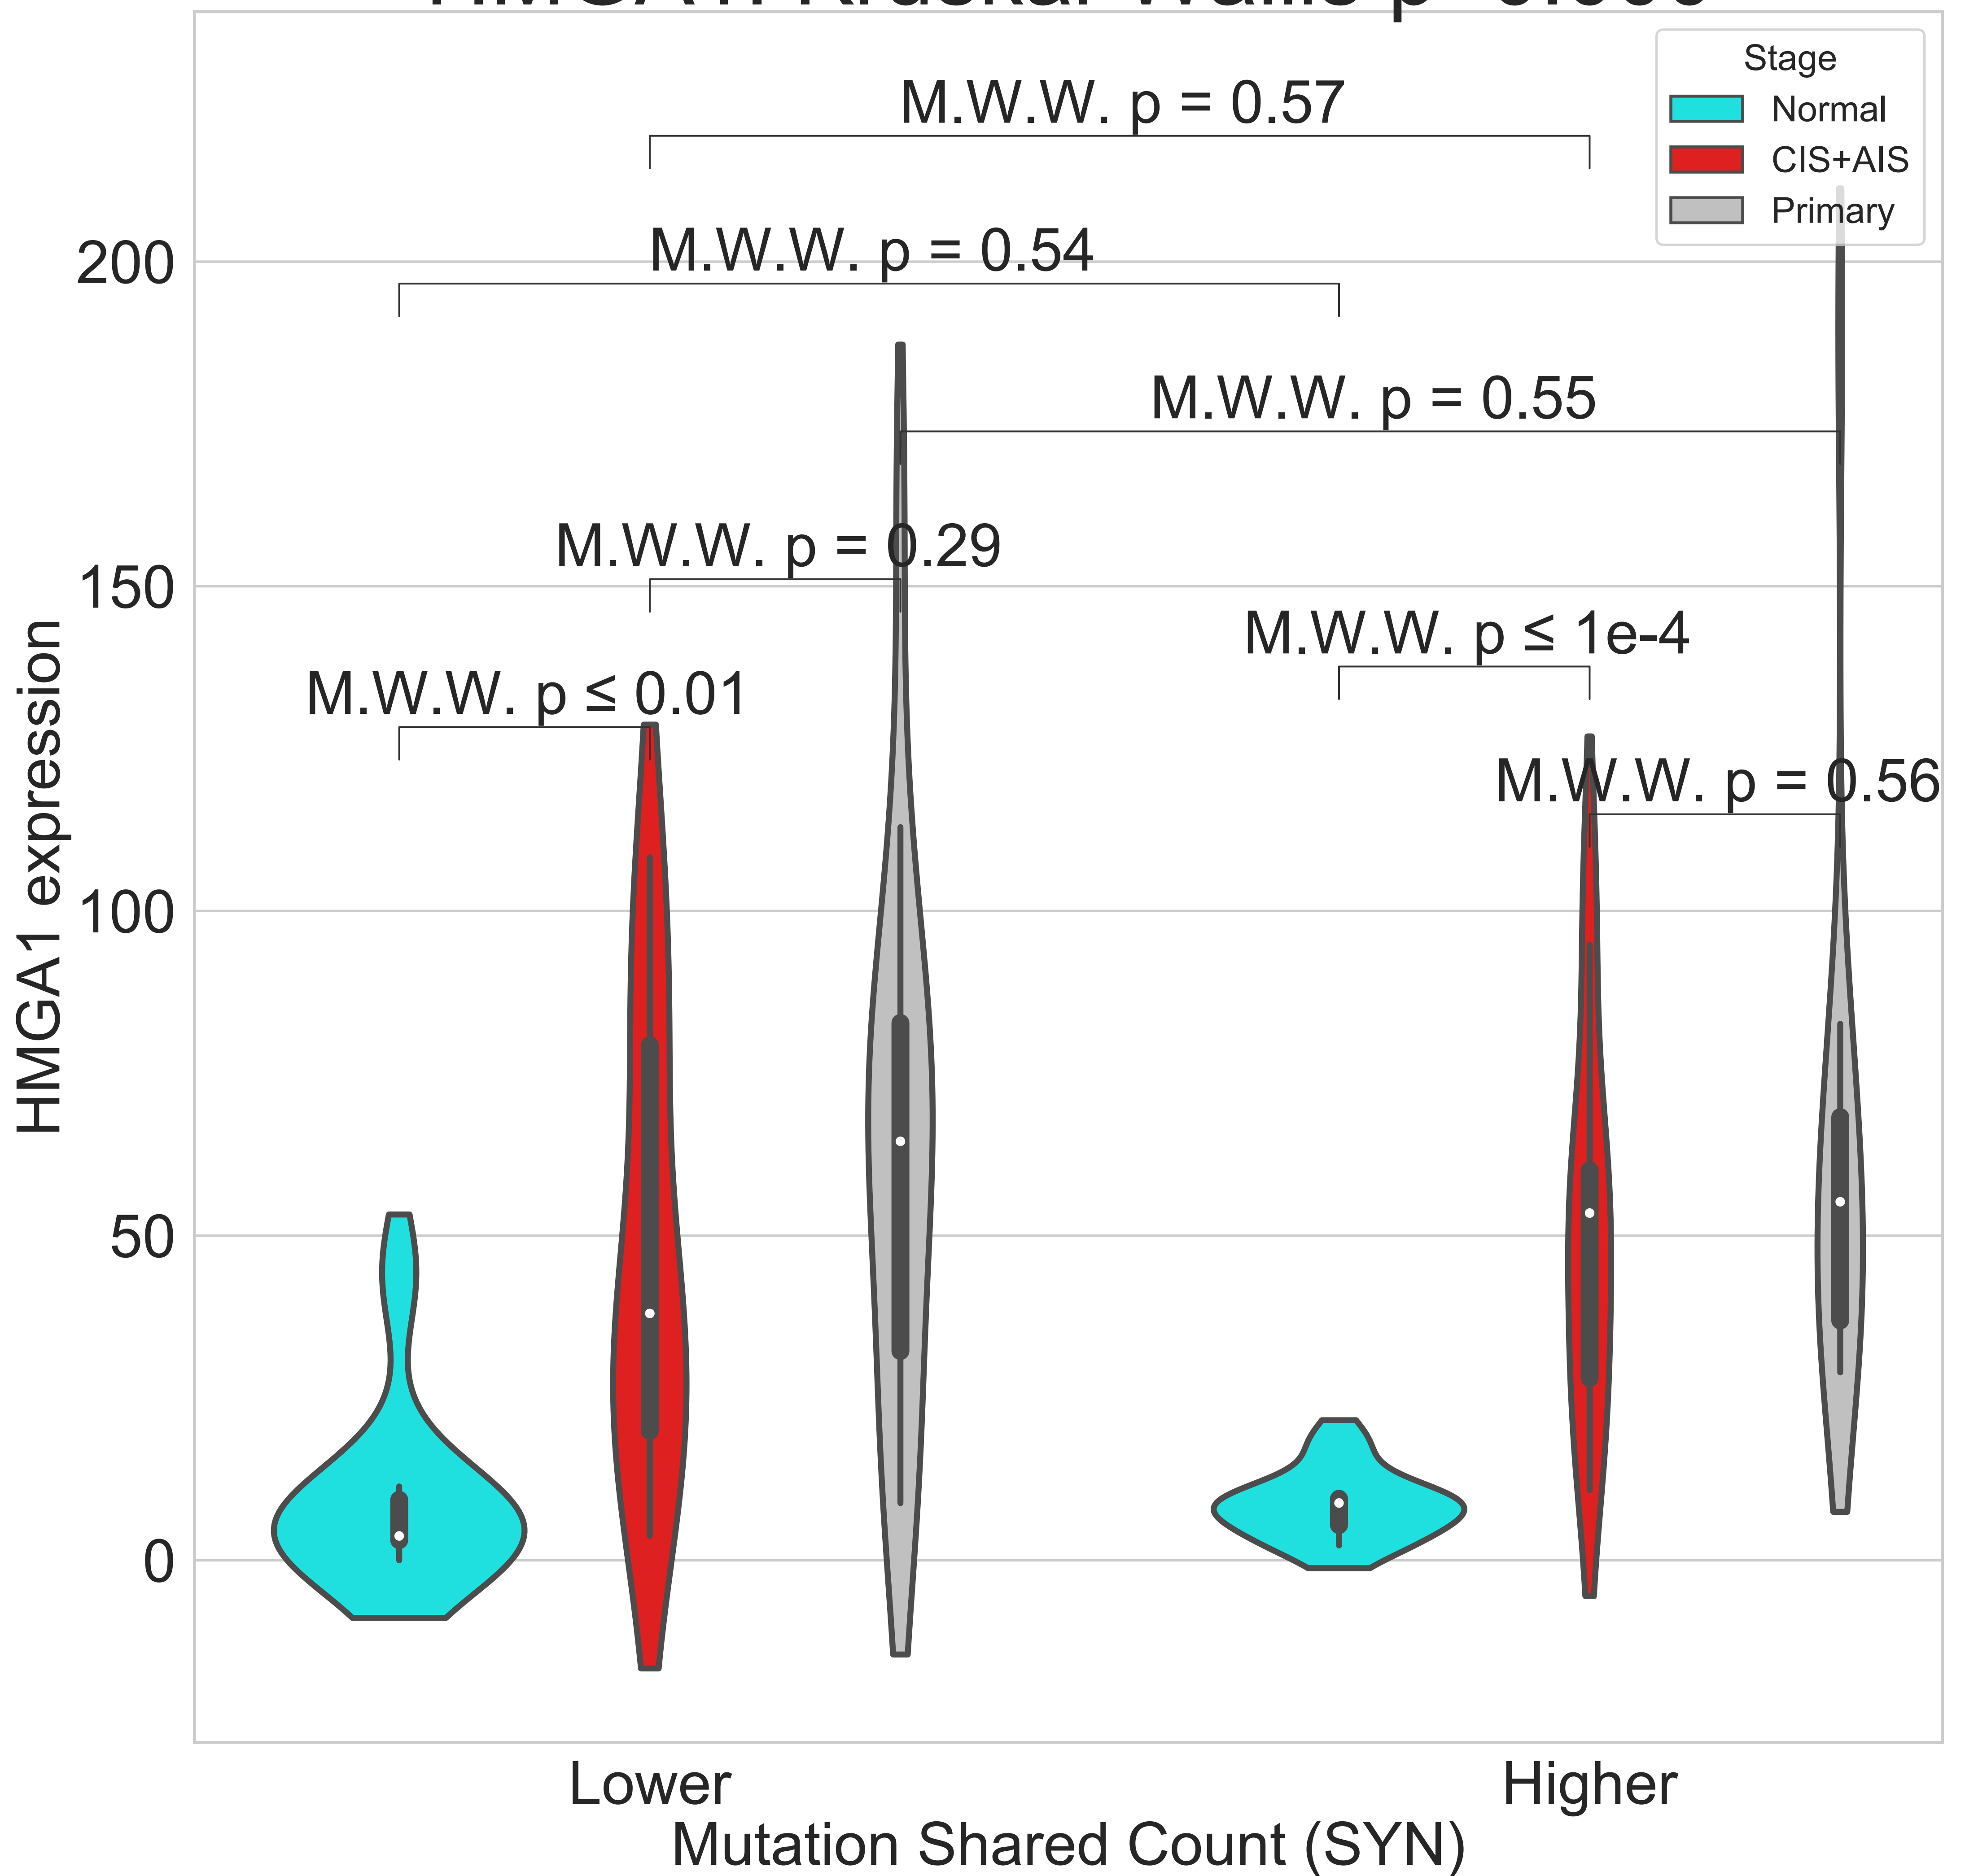 Stage
Normal
CIS+AIS
Primary
M.W.W. p = 0.57
M.W.W. p = 0.54
M.W.W. p = 0.55
M.W.W. p = 0.29
M.W.W. p ≤ 1e-4
M.W.W. p ≤ 0.01
M.W.W. p = 0.56
200
150
100
50
0
HMGA1 expression
Lower
Higher
Mutation Shared Count (SYN)